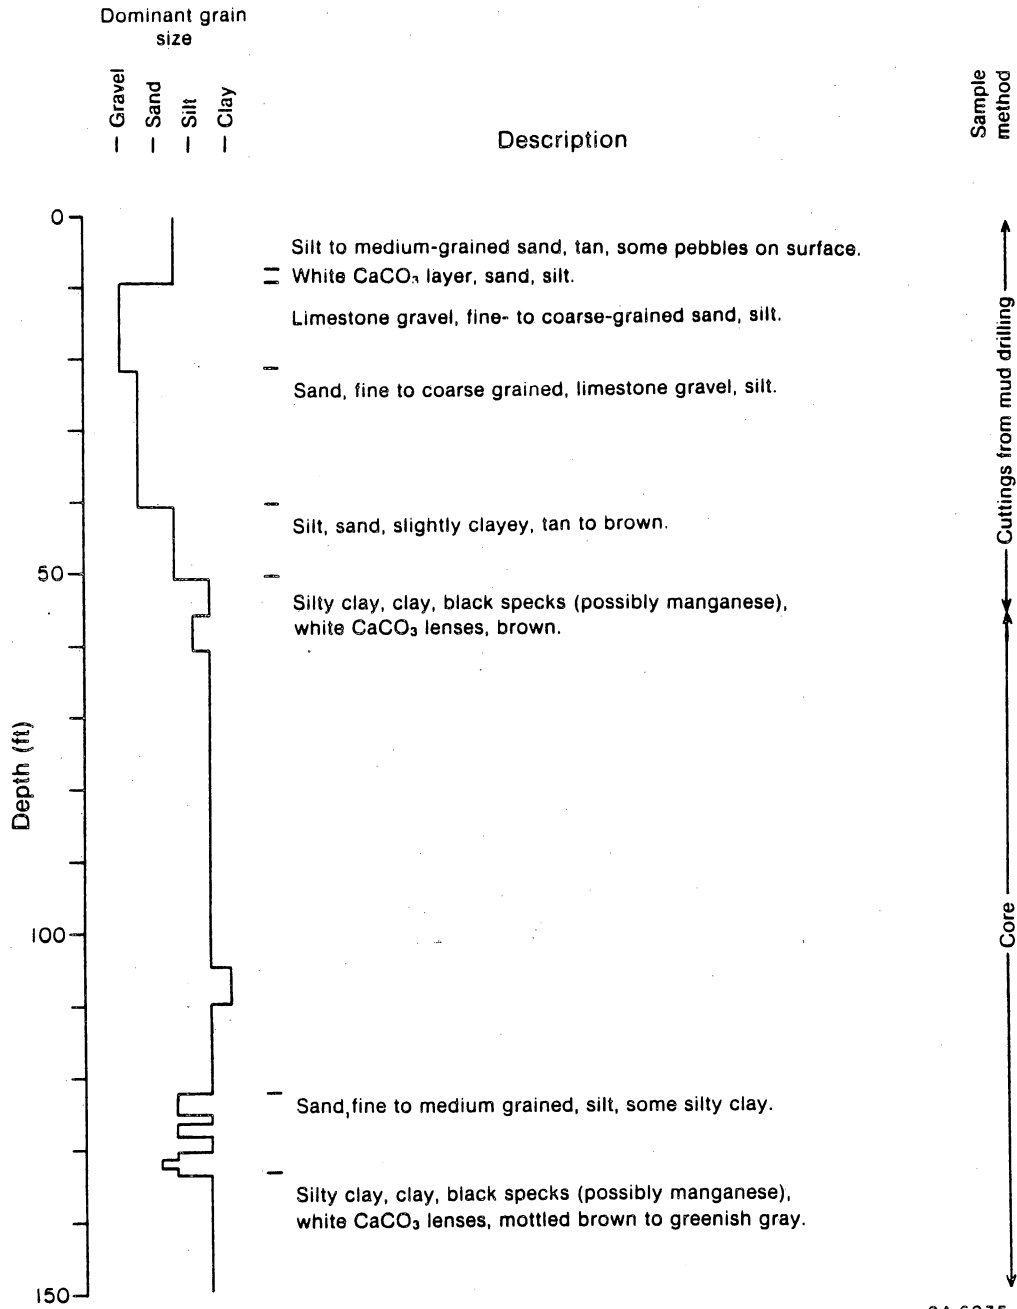 Dominant grain
size
— Gravel
— Sand
— Silt
— Clay
Description
Sample
method
0
Silt to medium-grained sand, tan, some pebbles on surface.
White CaCO₃ layer, sand, silt.
Limestone gravel, fine- to coarse-grained sand, silt.
Sand, fine to coarse grained, limestone gravel, silt.
Cuttings from mud drilling
Silt, sand, slightly clayey, tan to brown.
50
Silty clay, clay, black specks (possibly manganese),
white CaCO₃ lenses, brown.
Depth (ft)
100
Core
Sand, fine to medium grained, silt, some silty clay.
Silty clay, clay, black specks (possibly manganese),
white CaCO₃ lenses, mottled brown to greenish gray.
150